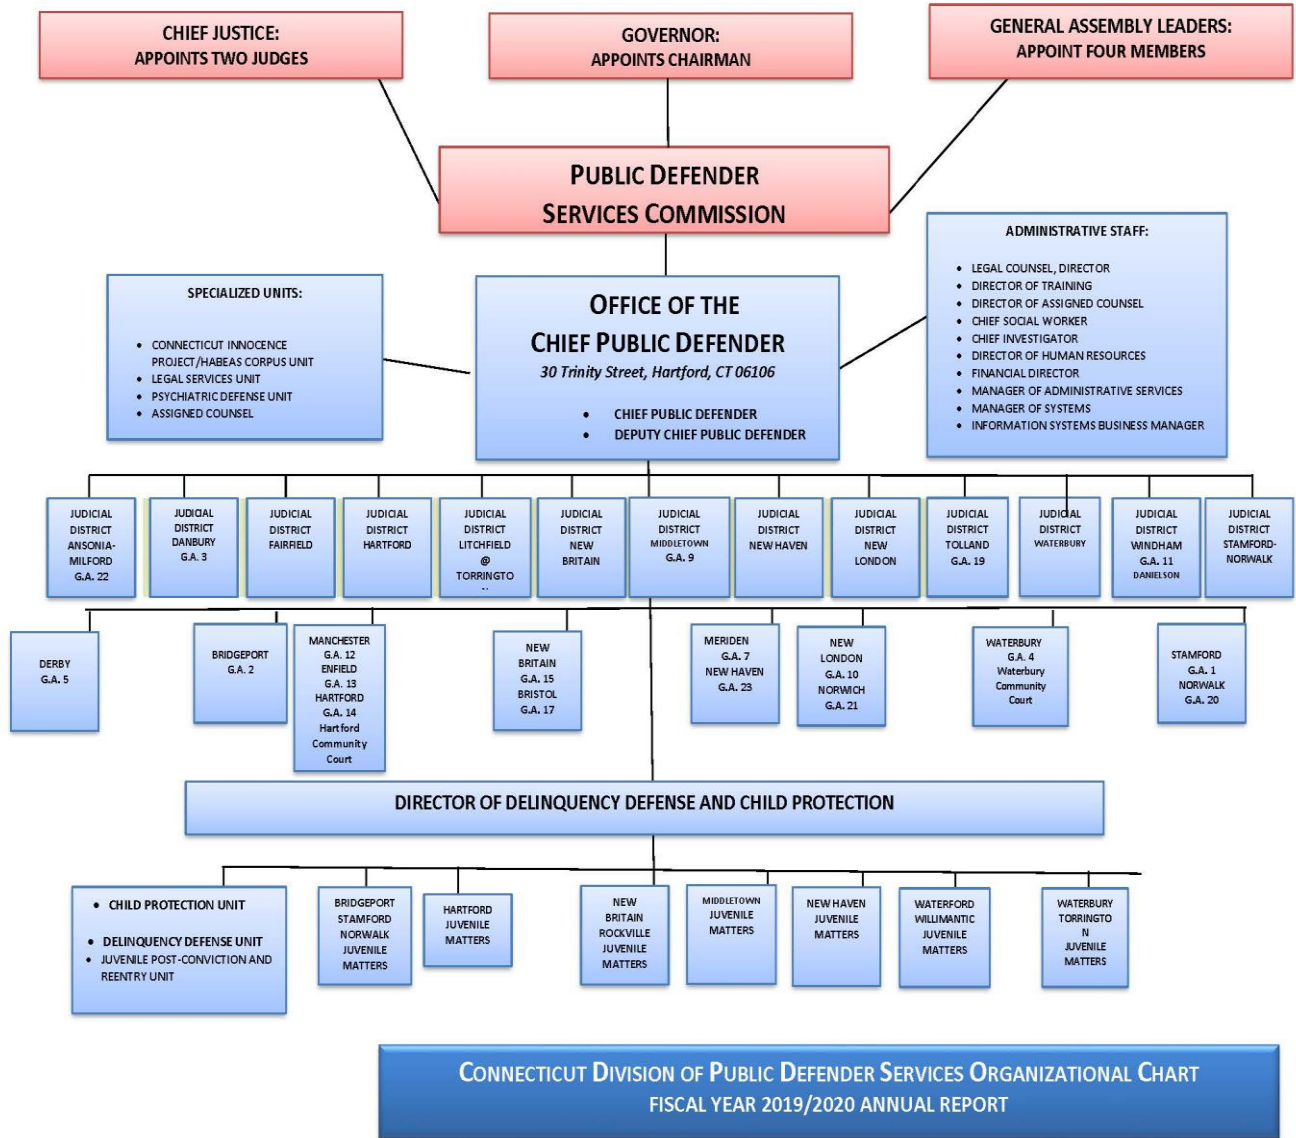 CHIEF JUSTICE:
APPOINTS TWO JUDGES
GOVERNOR:
APPOINTS CHAIRMAN
GENERAL ASSEMBLY LEADERS:
APPOINT FOUR MEMBERS
PUBLIC DEFENDER
SERVICES COMMISSION
SPECIALIZED UNITS:
• CONNECTICUT INNOCENCE
PROJECT/HABEAS CORPUS UNIT
• LEGAL SERVICES UNIT
• PSYCHIATRIC DEFENSE UNIT
• ASSIGNED COUNSEL
OFFICE OF THE
CHIEF PUBLIC DEFENDER
30 Trinity Street, Hartford, CT 06106
• CHIEF PUBLIC DEFENDER
• DEPUTY CHIEF PUBLIC DEFENDER
ADMINISTRATIVE STAFF:
• LEGAL COUNSEL, DIRECTOR
• DIRECTOR OF TRAINING
• DIRECTOR OF ASSIGNED COUNSEL
• CHIEF SOCIAL WORKER
• CHIEF INVESTIGATOR
• DIRECTOR OF HUMAN RESOURCES
• FINANCIAL DIRECTOR
• MANAGER OF ADMINISTRATIVE SERVICES
• MANAGER OF SYSTEMS
• INFORMATION SYSTEMS BUSINESS MANAGER
JUDICIAL
DISTRICT
ANSONIA-
MILFORD
G.A. 22
JUDICIAL
DISTRICT
DANBURY
G.A. 3
JUDICIAL
DISTRICT
FAIRFIELD
JUDICIAL
DISTRICT
HARTFORD
JUDICIAL
DISTRICT
LITCHFIELD
@
TORRINGTO
JUDICIAL
DISTRICT
NEW
BRITAIN
JUDICIAL
DISTRICT
MIDDLETOWN
G.A. 9
JUDICIAL
DISTRICT
NEW HAVEN
JUDICIAL
DISTRICT
NEW
LONDON
JUDICIAL
DISTRICT
TOLLAND
G.A. 19
JUDICIAL
DISTRICT
WATERBURY
JUDICIAL
DISTRICT
WINDHAM
G.A. 11
DANIELSON
JUDICIAL
DISTRICT
STAMFORD-
NORWALK
DERBY
G.A. 5
BRIDGEPORT
G.A. 2
MANCHESTER
G.A. 12
ENFIELD
G.A. 13
HARTFORD
G.A. 14
Hartford
Community
Court
NEW
BRITAIN
G.A. 15
BRISTOL
G.A. 17
MERIDEN
G.A. 7
NEW HAVEN
G.A. 23
NEW
LONDON
G.A. 10
NORWICH
G.A. 21
WATERBURY
G.A. 4
Waterbury
Community
Court
STAMFORD
G.A. 1
NORWALK
G.A. 20
DIRECTOR OF DELINQUENCY DEFENSE AND CHILD PROTECTION
• CHILD PROTECTION UNIT
• DELINQUENCY DEFENSE UNIT
• JUVENILE POST-CONVICTION AND
REENTRY UNIT
BRIDGEPORT
STAMFORD
NORWALK
JUVENILE
MATTERS
HARTFORD
JUVENILE
MATTERS
NEW
BRITAIN
ROCKVILLE
JUVENILE
MATTERS
MIDDLETOWN
JUVENILE
MATTERS
NEW HAVEN
JUVENILE
MATTERS
WATERFORD
WILLIMANTIC
JUVENILE
MATTERS
WATERBURY
TORRINGTO
N
JUVENILE
MATTERS
CONNECTICUT DIVISION OF PUBLIC DEFENDER SERVICES ORGANIZATIONAL CHART
FISCAL YEAR 2019/2020 ANNUAL REPORT